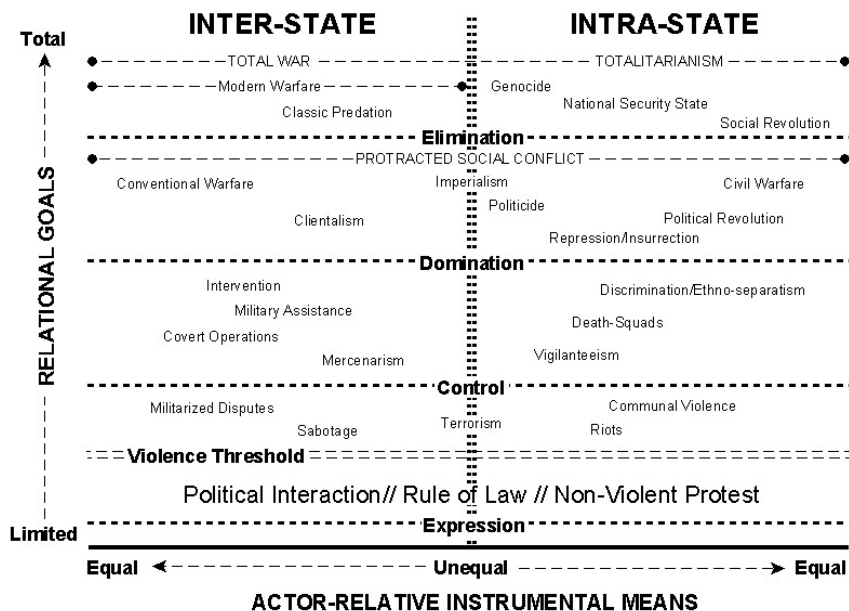 INTER-STATE INTRA-STATE
Total
TOTAL WAR TOTALITARIANISM
Modern Warfare Genocide
Classic Predation National Security State
Social Revolution
Elimination
PROTRACTED SOCIAL CONFLICT
Conventional Warfare Imperialism Civil Warfare
Politicide
Clientalism Political Revolution
Repression/Insurrection
Domination
Intervention Discrimination/Ethno-separatism
Military Assistance
Death-Squads
Covert Operations
Mercenarism Vigilanteeism
Control
Militarized Disputes Communal Violence
Sabotage Terrorism Riots
Violence Threshold
Political Interaction// Rule of Law // Non-Violent Protest
Limited Expression
RELATIONAL GOALS
Equal Unequal Equal
ACTOR-RELATIVE INSTRUMENTAL MEANS